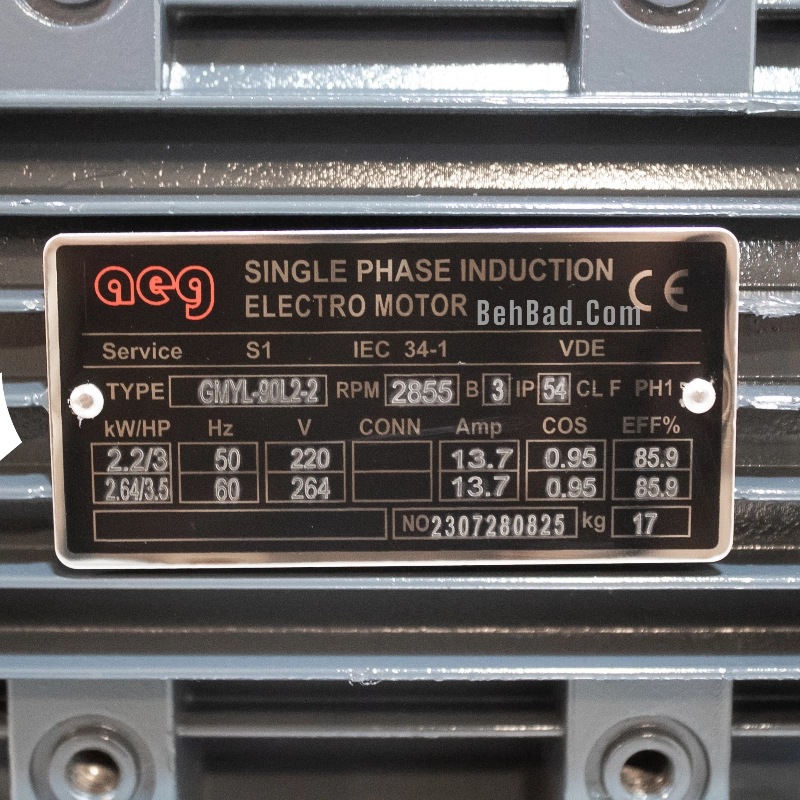 aeg SINGLE PHASE INDUCTION
ELECTRO MOTOR CE
BehBad.Com
Service S1 IEC 34-1 VDE
TYPE GMYL-90L2-2 RPM 2855 B 3 IP 54 CL F PH1
kW/HP Hz V CONN Amp COS EFF%
2.2/3 50 220 13.7 0.95 85.9
2.64/3.5 60 264 13.7 0.95 85.9
NO 2307280825 kg 17